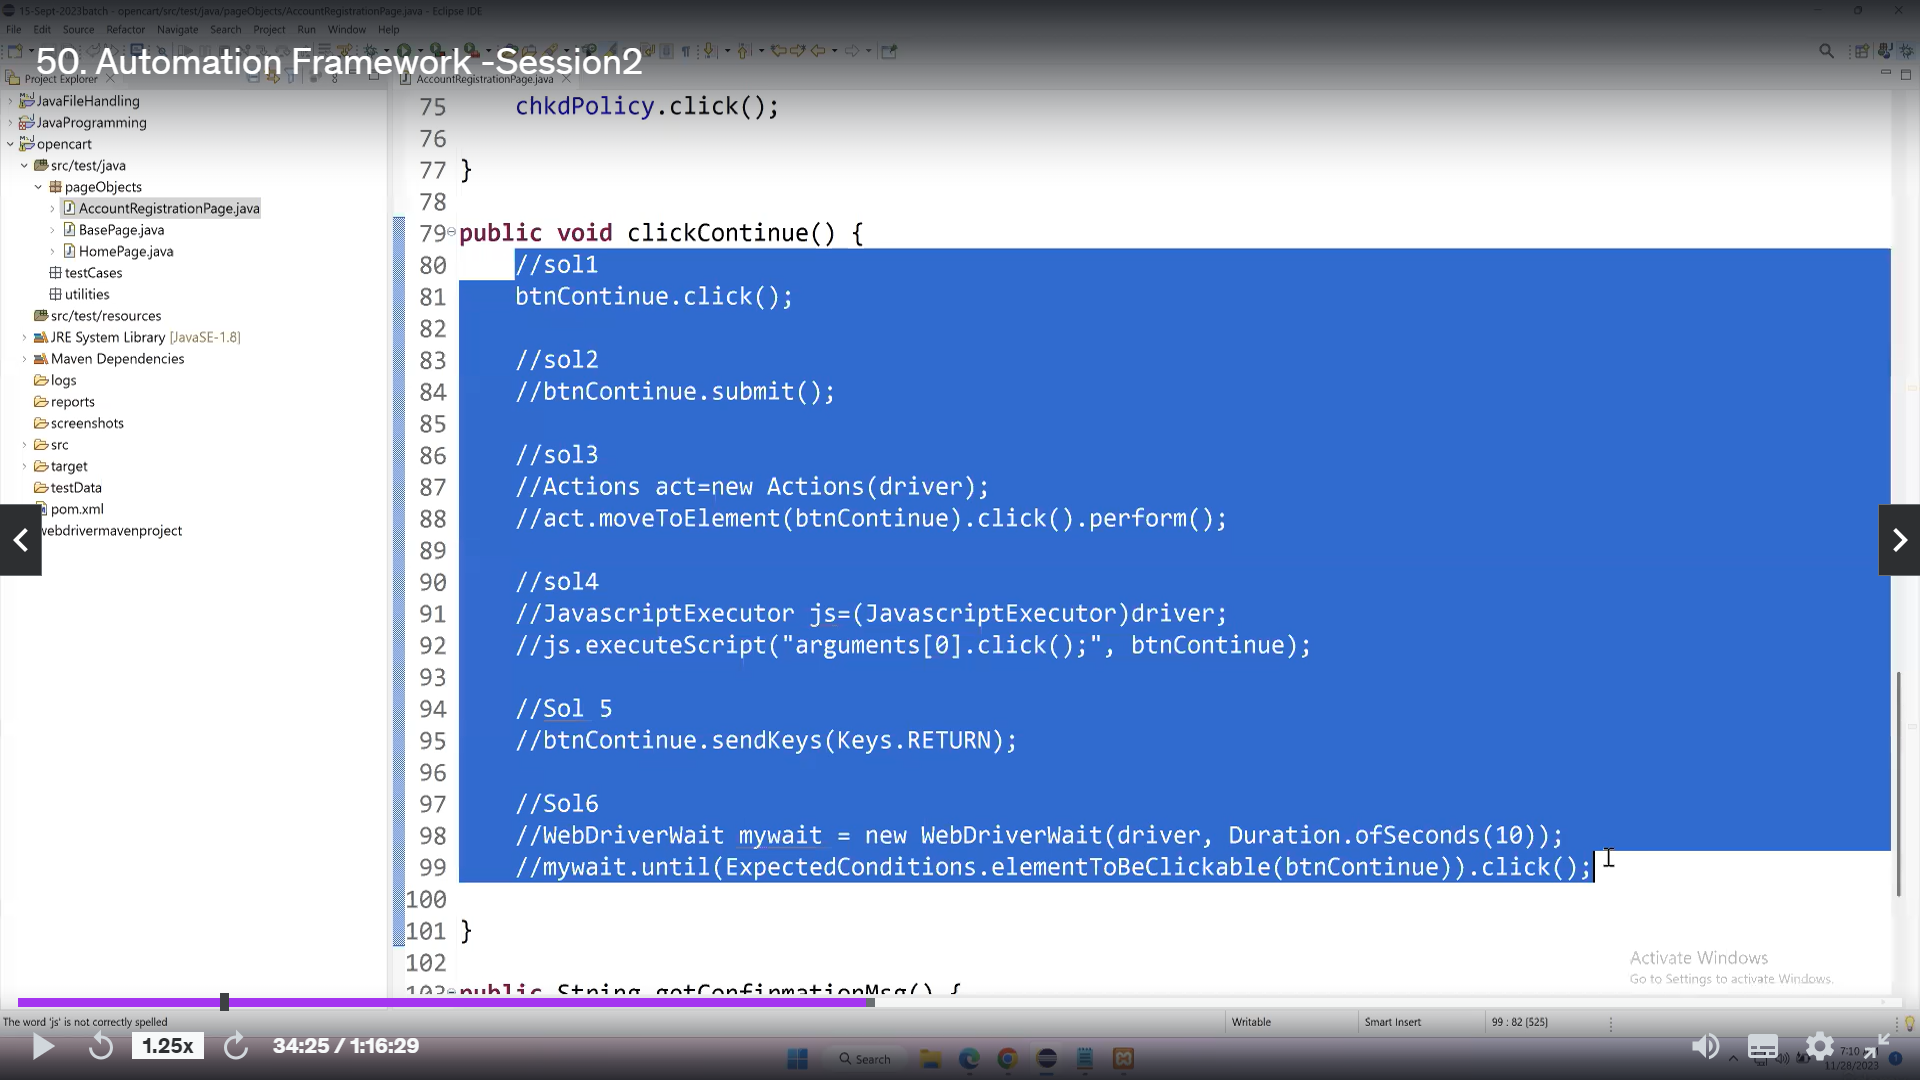 15-Sept-2023batch - opencart/src/test/java/pageObjects/AccountRegistrationPage.java - Eclipse IDE
File Edit Source Refactor Navigate Search Project Run Window Help
50. Automation Framework -Session2
Project Explorer
AccountRegistrationPage.java
JavaFileHandling
JavaProgramming
opencart
src/test/java
pageObjects
AccountRegistrationPage.java
BasePage.java
HomePage.java
testCases
utilities
src/test/resources
JRE System Library [JavaSE-1.8]
Maven Dependencies
logs
reports
screenshots
src
target
testData
pom.xml
webdrivermavenproject
75 chkdPolicy.click();
76
77 }
78
79 public void clickContinue() {
80 //sol1
81 btnContinue.click();
82
83 //sol2
84 //btnContinue.submit();
85
86 //sol3
87 //Actions act=new Actions(driver);
88 //act.moveToElement(btnContinue).click().perform();
89
90 //sol4
91 //JavascriptExecutor js=(JavascriptExecutor)driver;
92 //js.executeScript("arguments[0].click();", btnContinue);
93
94 //Sol 5
95 //btnContinue.sendKeys(Keys.RETURN);
96
97 //Sol6
98 //WebDriverWait mywait = new WebDriverWait(driver, Duration.ofSeconds(10));
99 //mywait.until(ExpectedConditions.elementToBeClickable(btnContinue)).click();
100
101 }
102
103 public String getConfirmationMsg() {
Activate Windows
Go to Settings to activate Windows.
The word 'js' is not correctly spelled
Writable
Smart Insert
99 : 82 (525)
1.25x
34:25 / 1:16:29
Search
7:10
11/28/2023